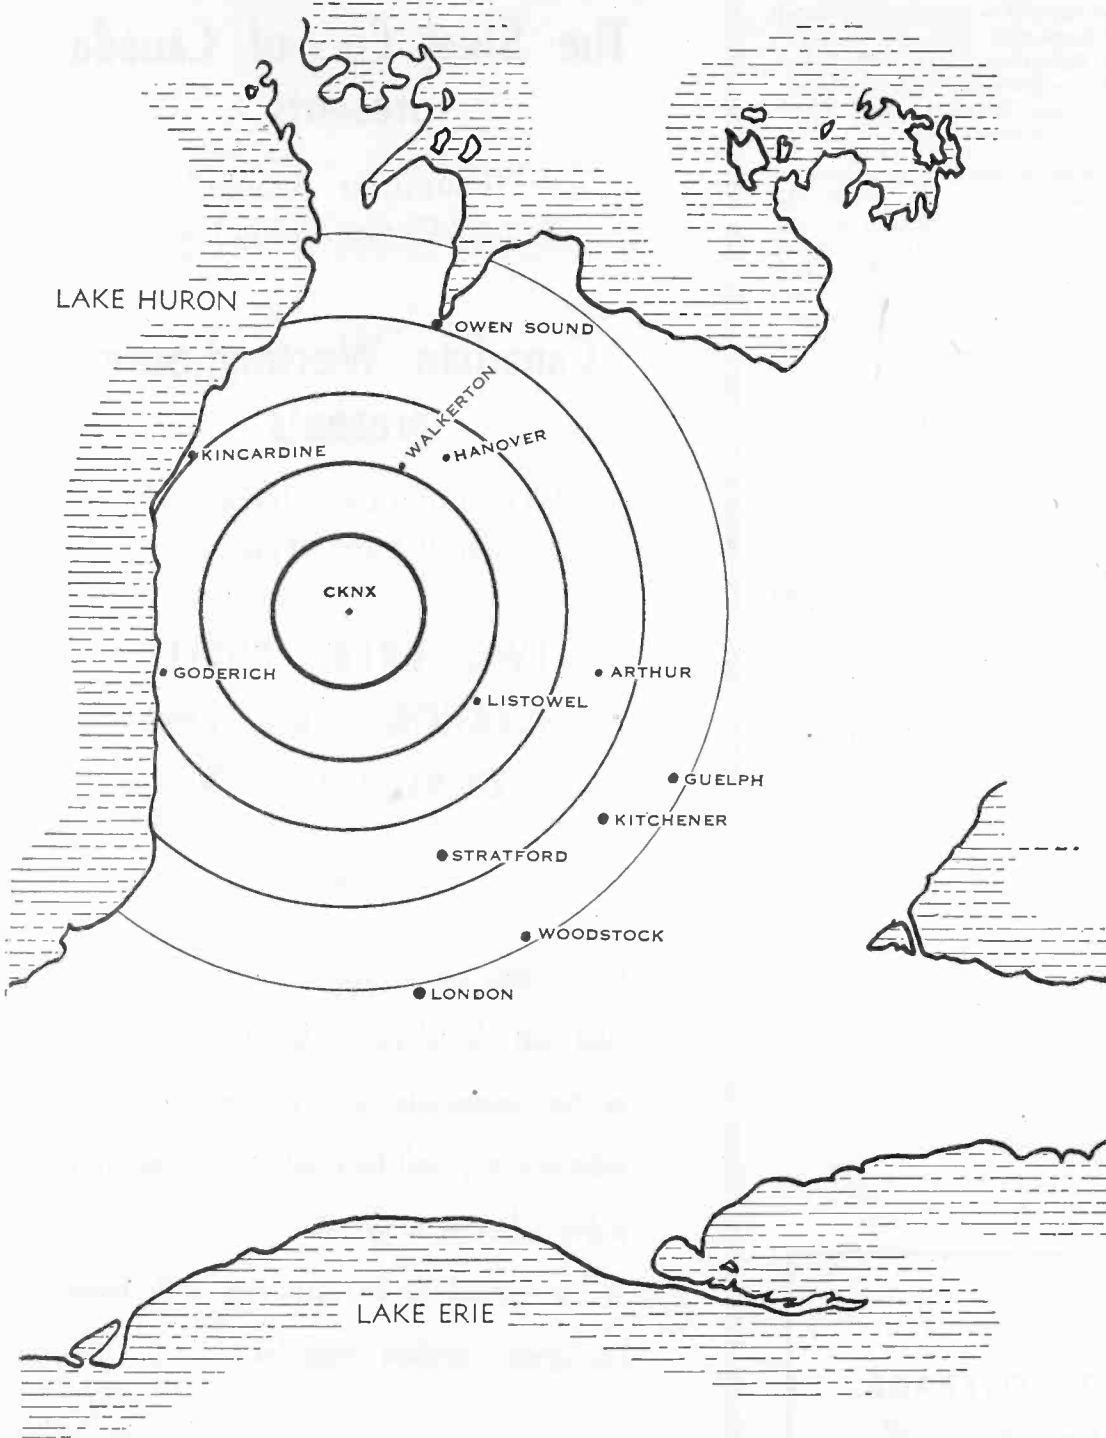 LAKE HURON
OWEN SOUND
WALKERTON
HANOVER
KINCARDINE
CKNX
GODERICH
LISTOWEL
ARTHUR
GUELPH
KITCHENER
STRATFORD
WOODSTOCK
LONDON
LAKE ERIE